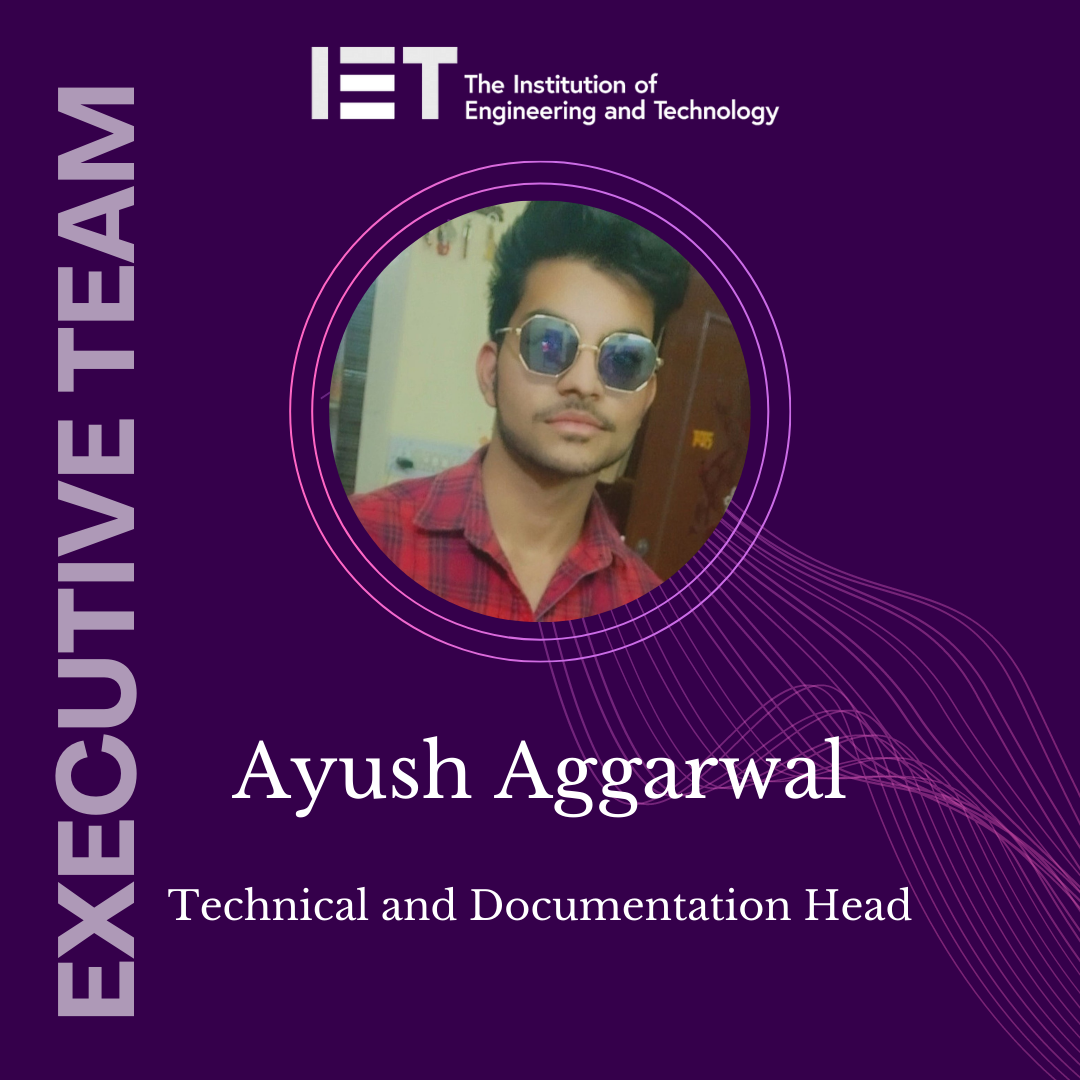 IET
The Institution of
Engineering and Technology
EXECUTIVE TEAM
Ayush Aggarwal
Technical and Documentation Head